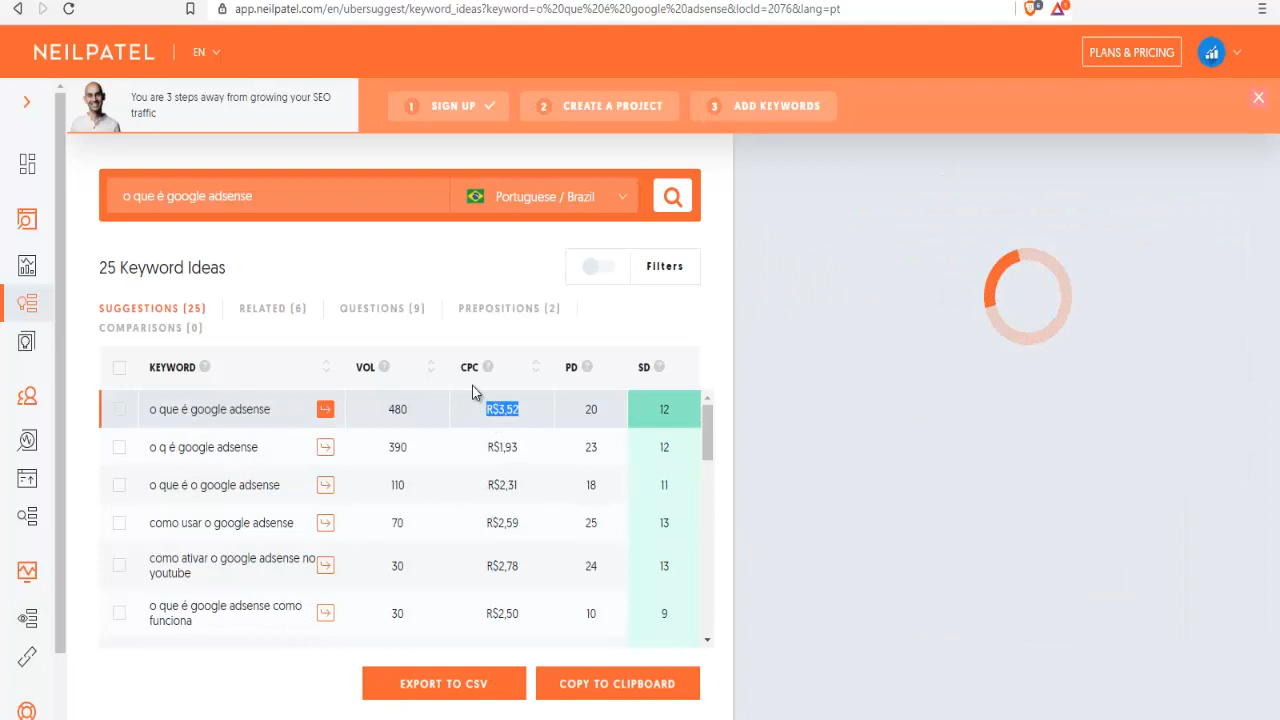 app.neilpatel.com/en/ubersuggest/keyword_ideas?keyword=o%20que%20é%20google%20adsense&locId=2076&lang=pt
6
1
NEILPATEL
EN
PLANS & PRICING
You are 3 steps away from growing your SEO
traffic
1 SIGN UP
2 CREATE A PROJECT
3 ADD KEYWORDS
o que é google adsense
Portuguese / Brazil
25 Keyword Ideas
Filters
SUGGESTIONS (25)
RELATED (6)
QUESTIONS (9)
PREPOSITIONS (2)
COMPARISONS (0)
KEYWORD ? VOL ? CPC ? PD ? SD ?
o que é google adsense 480 R$3,52 20 12
o q é google adsense 390 R$1,93 23 12
o que é o google adsense 110 R$2,31 18 11
como usar o google adsense 70 R$2,59 25 13
como ativar o google adsense no
youtube 30 R$2,78 24 13
o que é google adsense como
funciona 30 R$2,50 10 9
EXPORT TO CSV
COPY TO CLIPBOARD